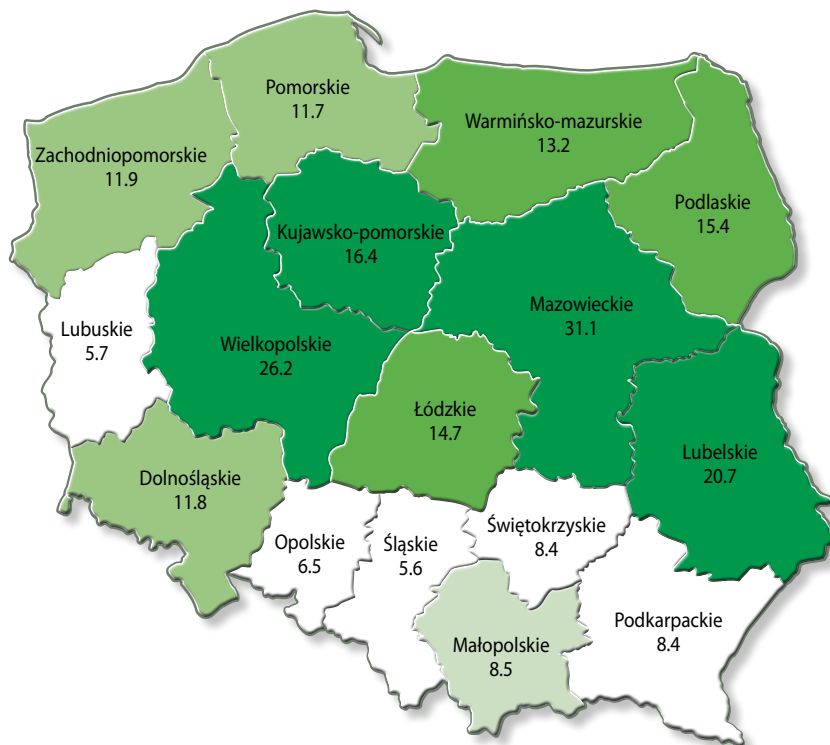 Pomorskie
11.7
Warmińsko-mazurskie
13.2
Zachodniopomorskie
11.9
Podlaskie
15.4
Kujawsko-pomorskie
16.4
Mazowieckie
31.1
Lubuskie
5.7
Wielkopolskie
26.2
Łódzkie
14.7
Lubelskie
20.7
Dolnośląskie
11.8
Świętokrzyskie
8.4
Opolskie
6.5
Śląskie
5.6
Podkarpackie
8.4
Małopolskie
8.5